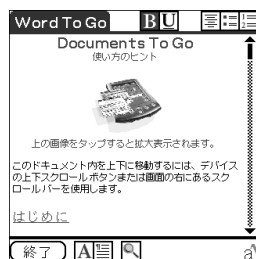 Word To Go
B U
Documents To Go
使い方のヒント
上の画像をタップすると拡大表示されます。
このドキュメント内を上下に移動するには、デバイス
の上下スクロールボタンまたは画面の右にあるスク
ロールバーを使用します。
はじめに
終了 A a